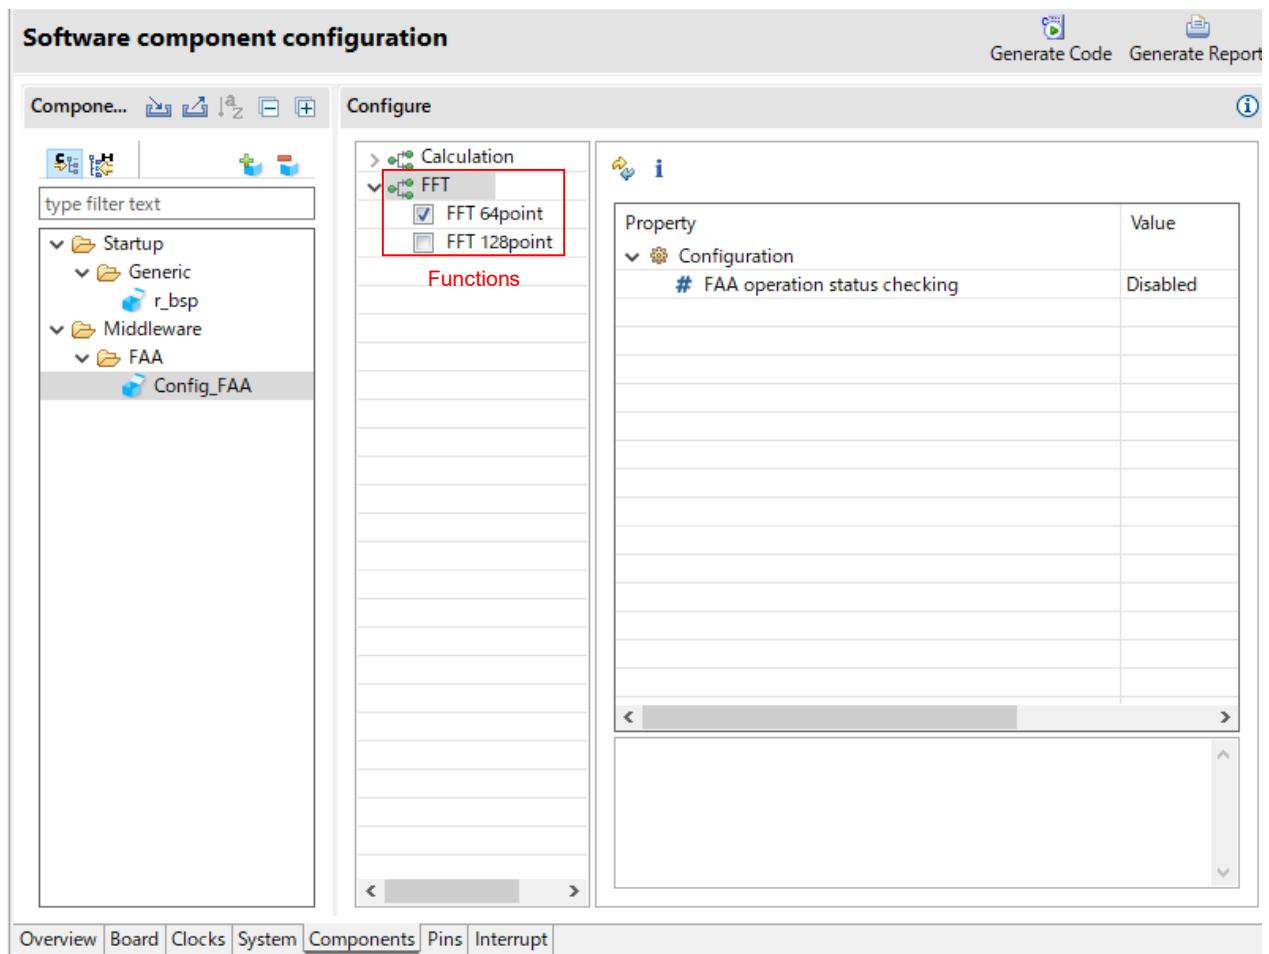 Software component configuration
Generate Code
Generate Report
Compone...
Configure
type filter text
Startup
Generic
r_bsp
Middleware
FAA
Config_FAA
Calculation
FFT
FFT 64point
FFT 128point
Functions
Property Value
Configuration
FAA operation status checking Disabled
Overview Board Clocks System Components Pins Interrupt